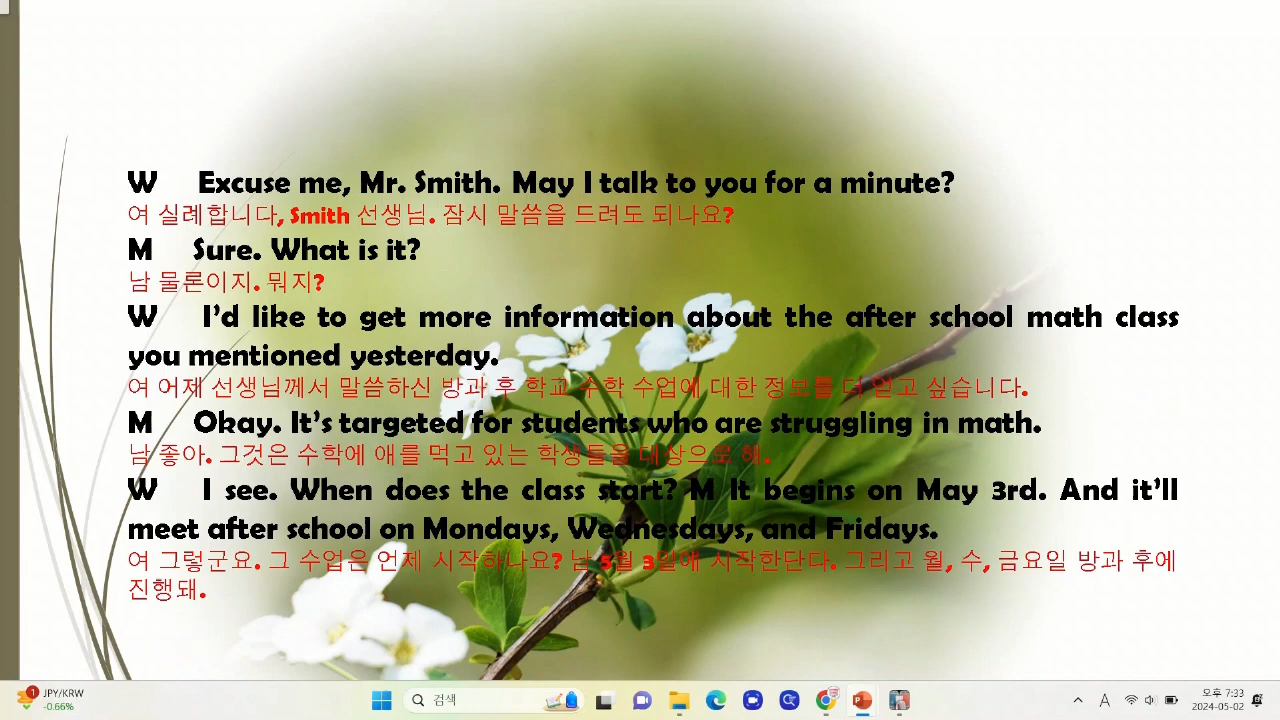 W Excuse me, Mr. Smith. May I talk to you for a minute?
여 실례합니다, Smith 선생님. 잠시 말씀을 드려도 되나요?
M Sure. What is it?
남 물론이지. 뭐지?
W I’d like to get more information about the after school math class
you mentioned yesterday.
여 어제 선생님께서 말씀하신 방과 후 학교 수학 수업에 대한 정보를 더 얻고 싶습니다.
M Okay. It’s targeted for students who are struggling in math.
남 좋아. 그것은 수학에 애를 먹고 있는 학생들을 대상으로 해.
W I see. When does the class start? M It begins on May 3rd. And it’ll
meet after school on Mondays, Wednesdays, and Fridays.
여 그렇군요. 그 수업은 언제 시작하나요? 남 5월 3일에 시작한단다. 그리고 월, 수, 금요일 방과 후에
진행돼.
1
JPY/KRW
-0.66%
검색
A
오후 7:33
2024-05-02